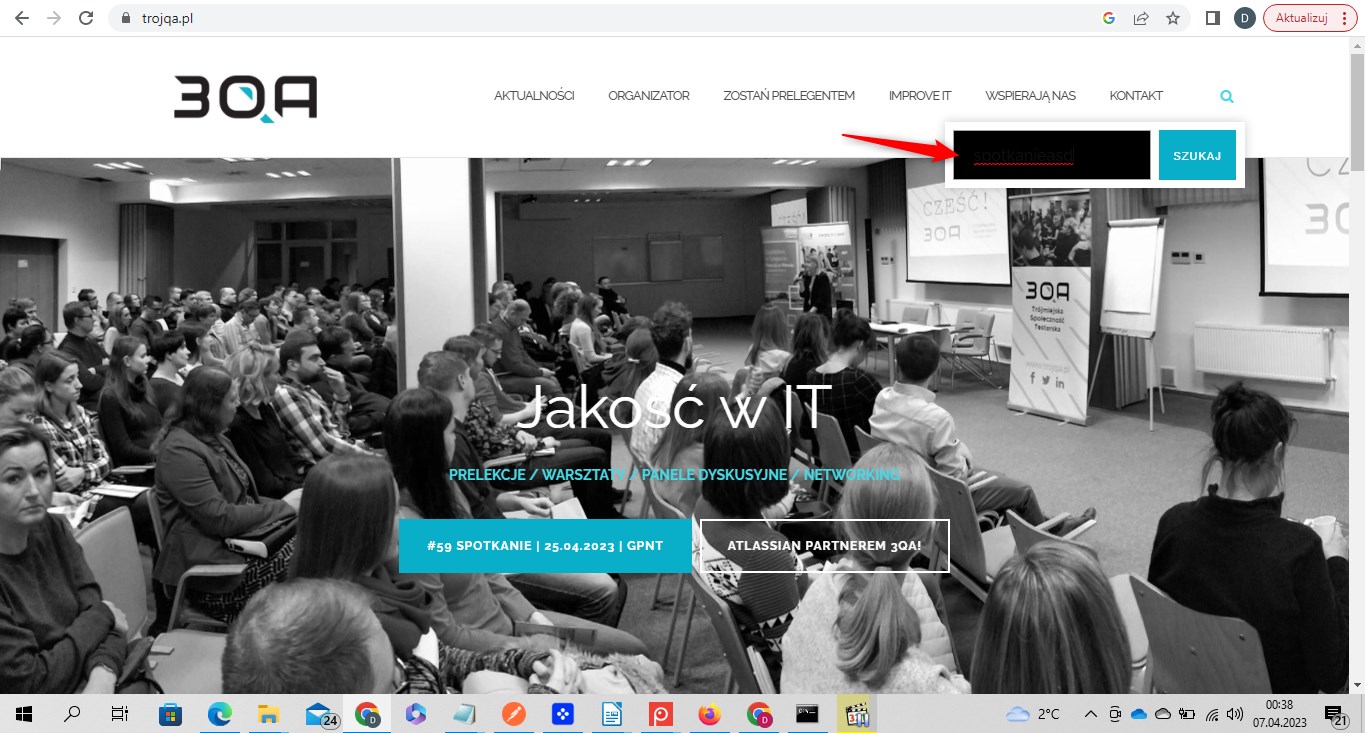 trojqa.pl
D
Aktualizuj
3QA
AKTUALNOŚCI ORGANIZATOR ZOSTAŃ PRELEGENTEM IMPROVE IT WSPIERAJĄ NAS KONTAKT
spotkanieasd
SZUKAJ
CZEŚĆ!
3QA
3QA
Trójmiejska
Społeczność
Testerska
Jakość w IT
PRELEKCJE / WARSZTATY / PANELE DYSKUSYJNE / NETWORKING
#59 SPOTKANIE | 25.04.2023 | GPNT
ATLASSIAN PARTNEREM 3QA!
24
D
D
2°C
00:38
07.04.2023
21